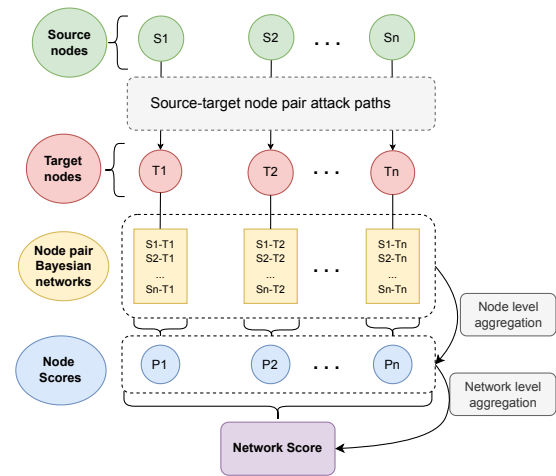 Source
nodes
S1
S2
. . .
Sn
Source-target node pair attack paths
Target
nodes
T1
T2
. . .
Tn
Node pair
Bayesian
networks
S1-T1
S2-T1
...
Sn-T1
S1-T2
S2-T2
...
Sn-T2
. . .
S1-Tn
S2-Tn
...
Sn-Tn
Node level
aggregation
Node
Scores
P1
P2
. . .
Pn
Network level
aggregation
Network Score